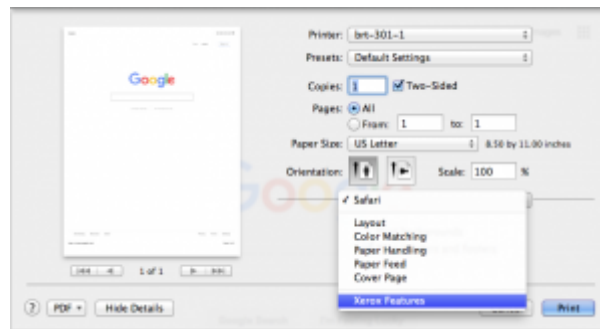 Printer: brt-301-1
Presets: Default Settings
Copies: 1 Two-Sided
Pages: All
From: 1 to: 1
Paper Size: US Letter 8.50 by 11.00 inches
Orientation: Scale: 100 %
Google
Safari
Layout
Color Matching
Paper Handling
Paper Feed
Cover Page
Xerox Features
1 of 1
? PDF Hide Details Print